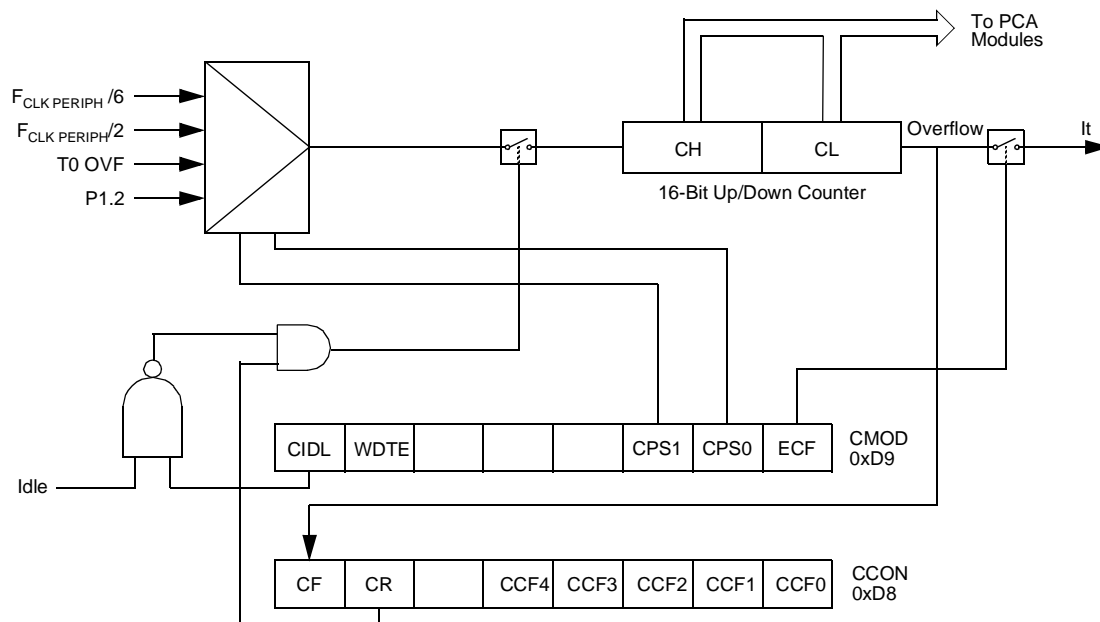 To PCA
Modules
FCLK PERIPH /6
FCLK PERIPH/2
T0 OVF
P1.2
CH
CL
Overflow
It
16-Bit Up/Down Counter
CIDL
WDTE
CPS1
CPS0
ECF
CMOD
0xD9
Idle
CF
CR
CCF4
CCF3
CCF2
CCF1
CCF0
CCON
0xD8